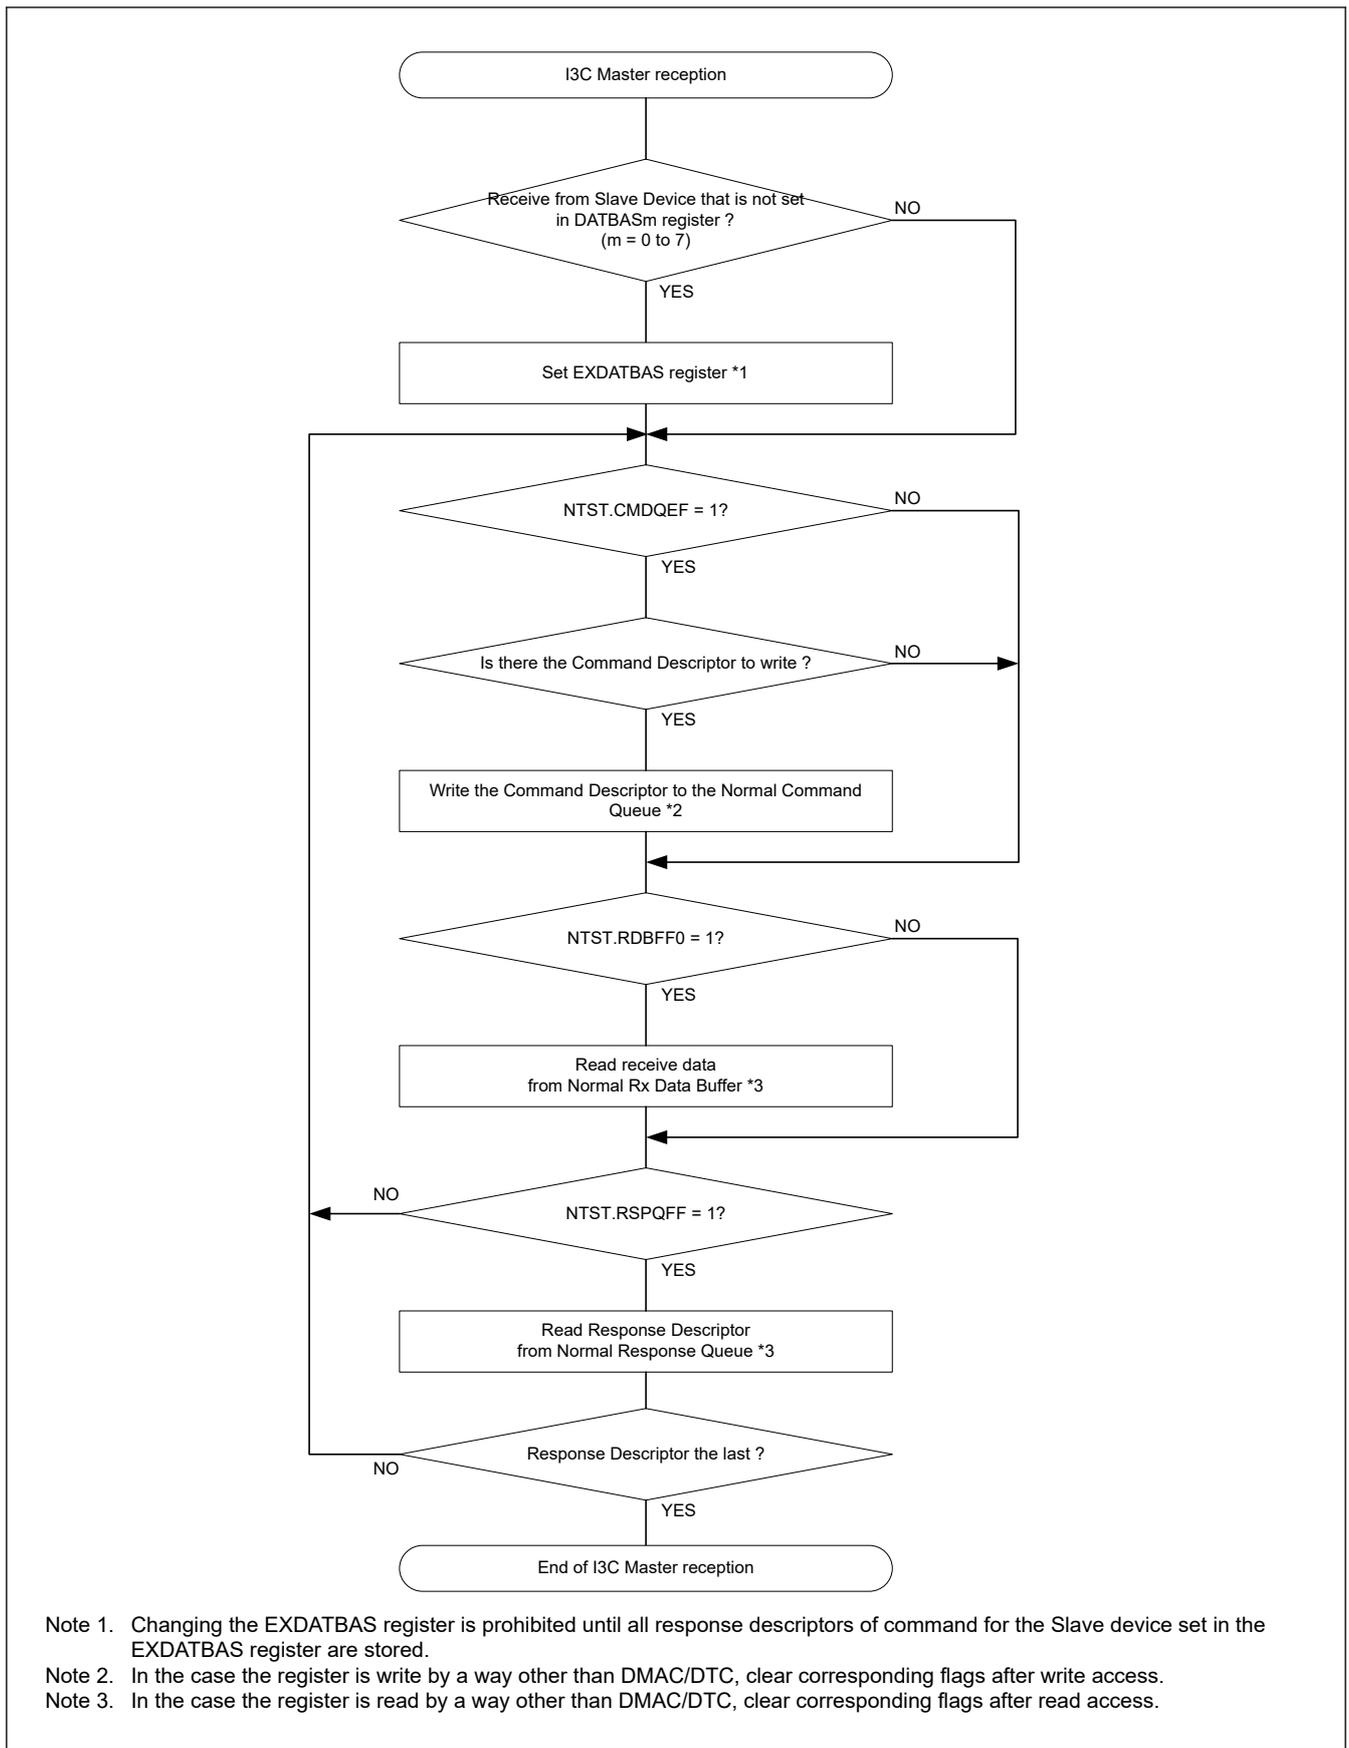 I3C Master reception
Receive from Slave Device that is not set
in DATBASm register ?
(m = 0 to 7)
NO
YES
Set EXDATBAS register *1
NTST.CMDQEF = 1?
NO
YES
Is there the Command Descriptor to write ?
NO
YES
Write the Command Descriptor to the Normal Command
Queue *2
NTST.RDBFF0 = 1?
NO
YES
Read receive data
from Normal Rx Data Buffer *3
NO
NTST.RSPQFF = 1?
YES
Read Response Descriptor
from Normal Response Queue *3
Response Descriptor the last ?
NO
YES
End of I3C Master reception
Note 1. Changing the EXDATBAS register is prohibited until all response descriptors of command for the Slave device set in the
EXDATBAS register are stored.
Note 2. In the case the register is write by a way other than DMAC/DTC, clear corresponding flags after write access.
Note 3. In the case the register is read by a way other than DMAC/DTC, clear corresponding flags after read access.